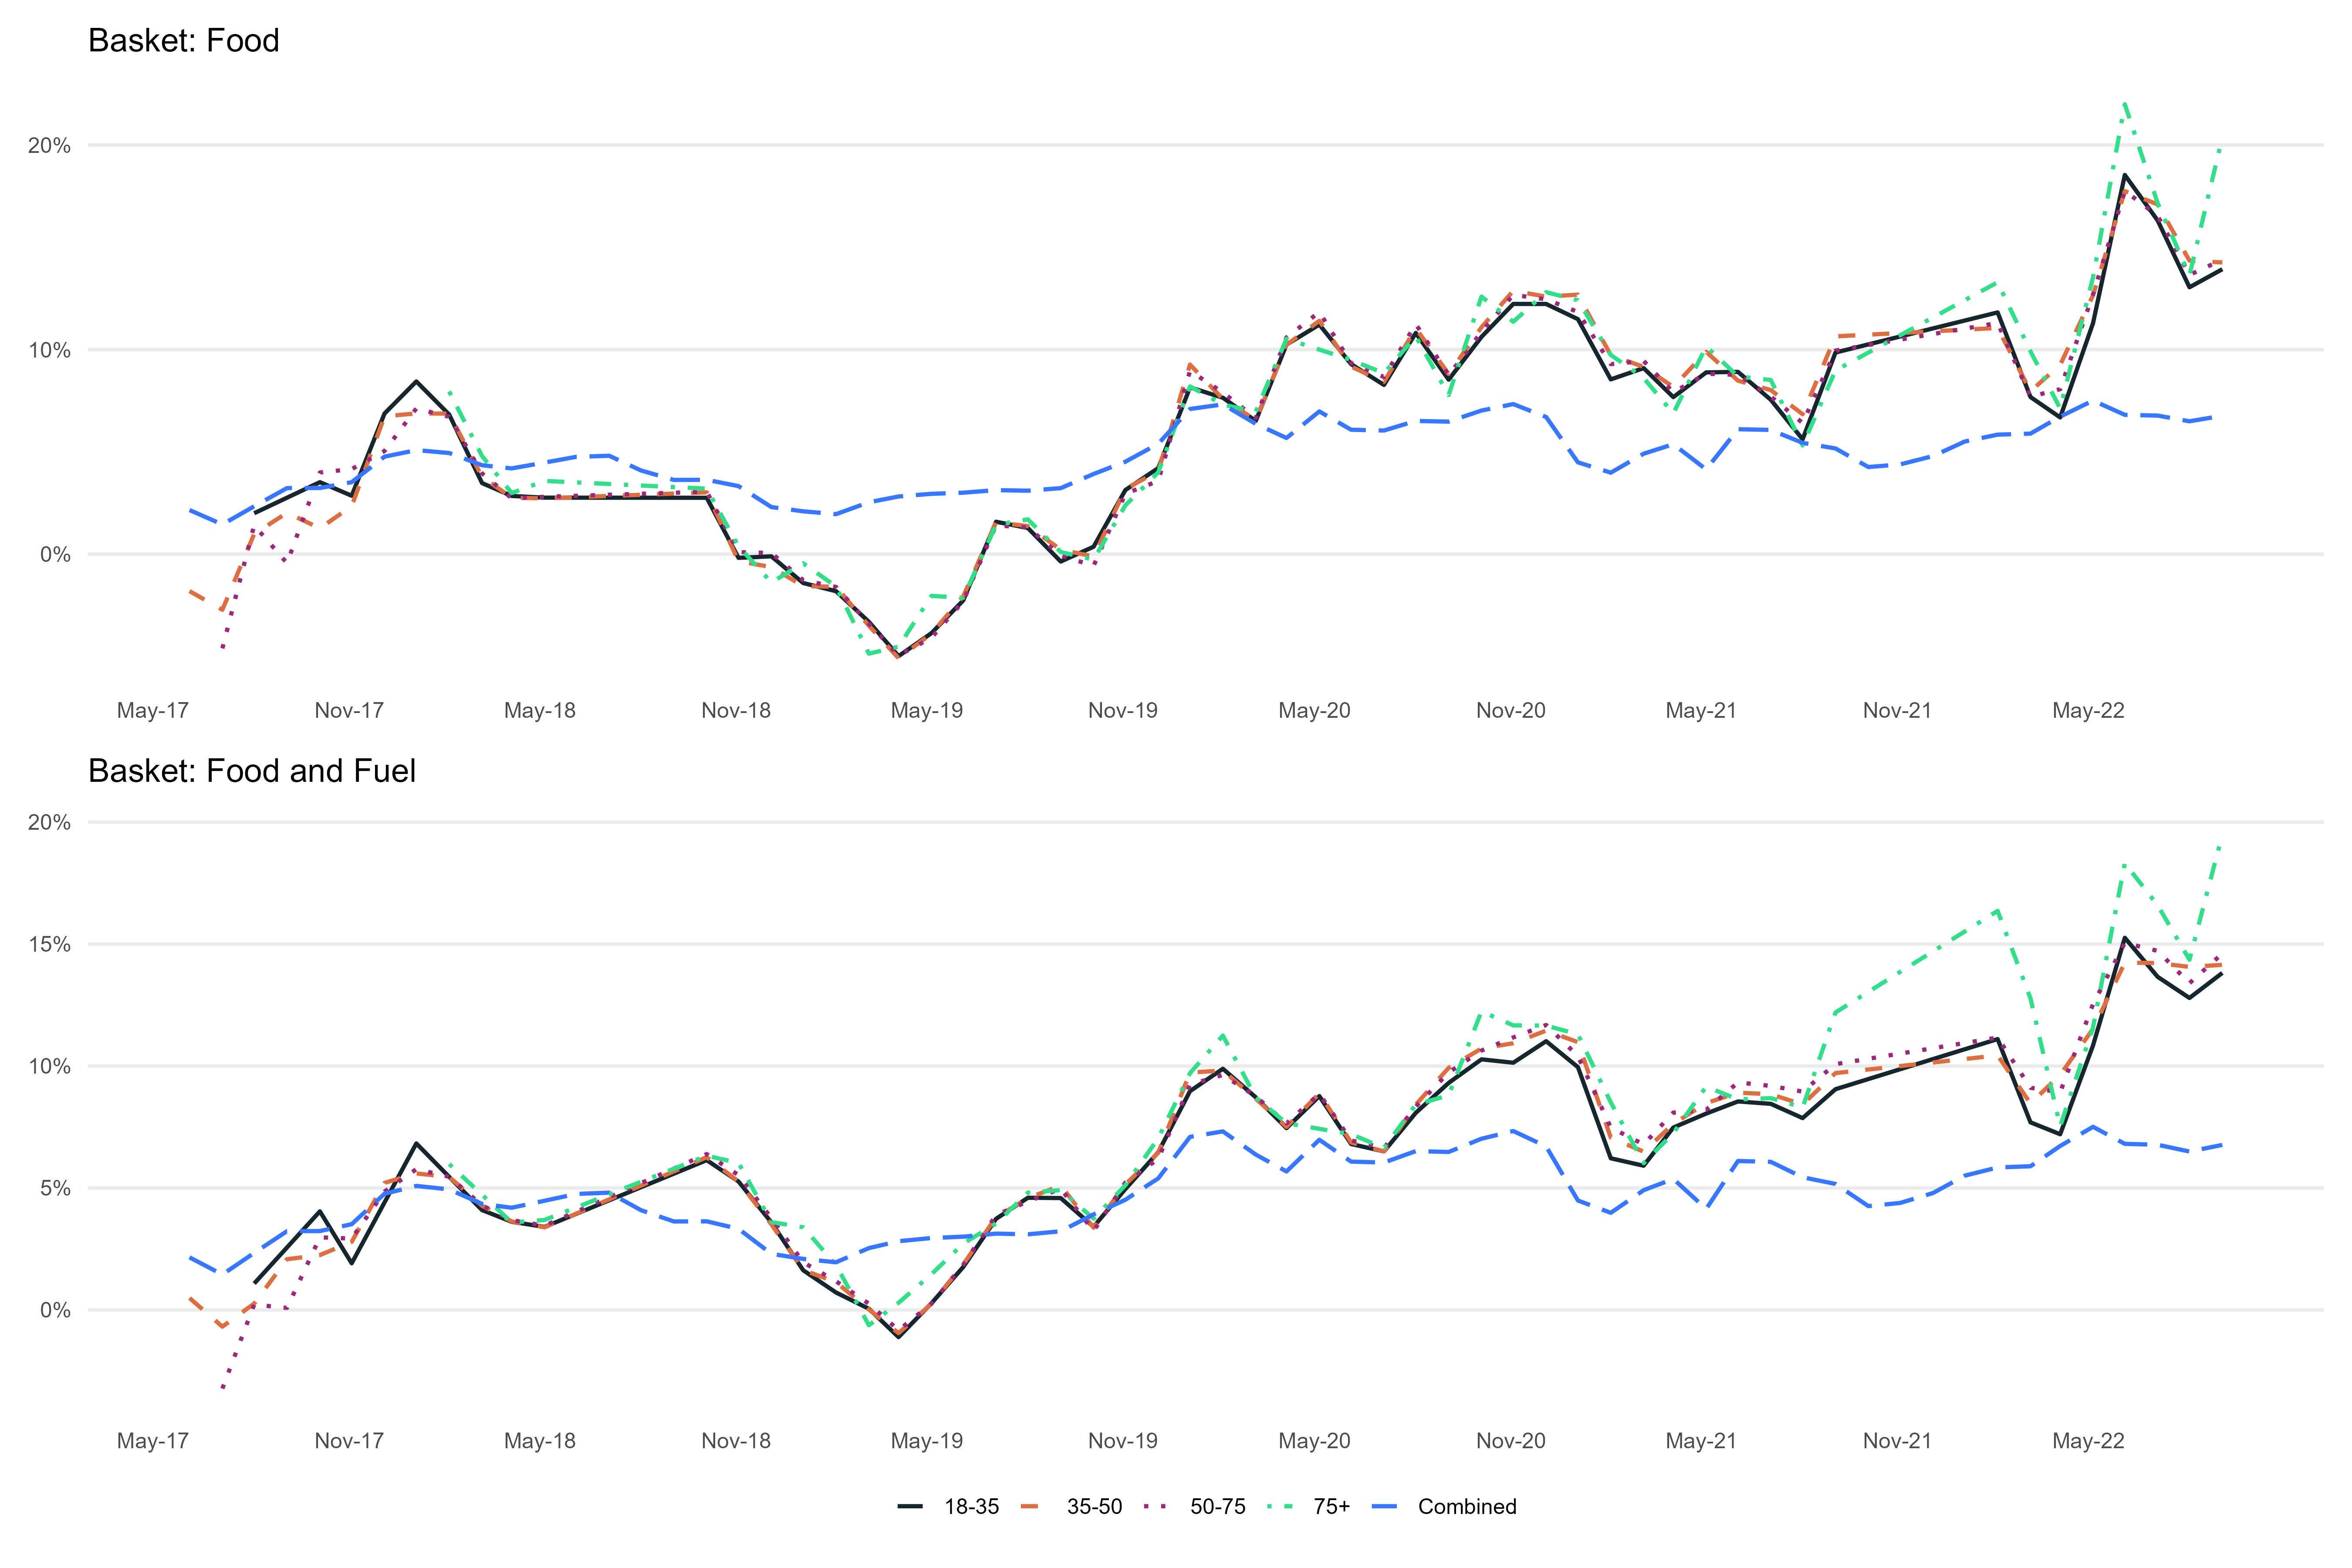 Basket: Food
20%
10%
0%
May-17 Nov-17 May-18 Nov-18 May-19 Nov-19 May-20 Nov-20 May-21 Nov-21 May-22
Basket: Food and Fuel
20%
15%
10%
5%
0%
May-17 Nov-17 May-18 Nov-18 May-19 Nov-19 May-20 Nov-20 May-21 Nov-21 May-22
18-35 35-50 50-75 75+ Combined